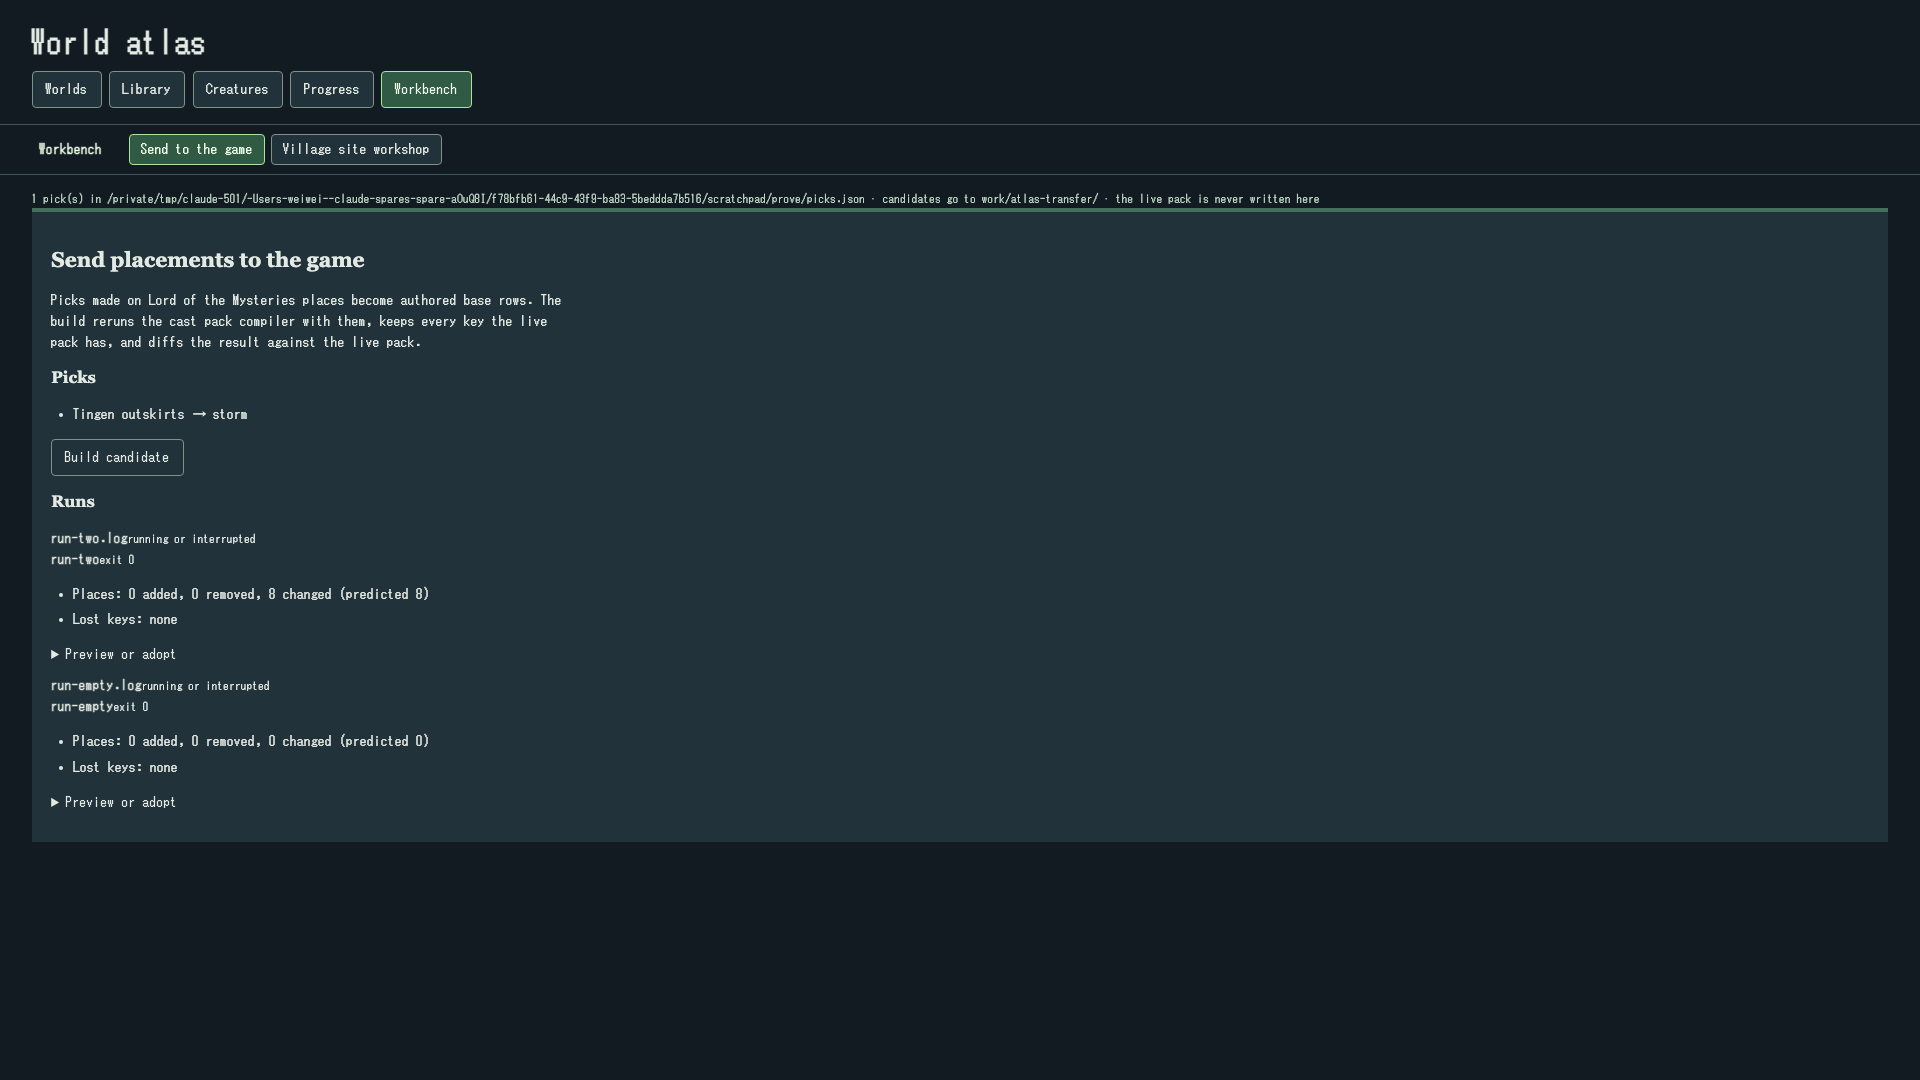 World atlas
Worlds Library Creatures Progress Workbench
Workbench Send to the game Village site workshop
1 pick(s) in /private/tmp/claude-501/-Users-weiwei--claude-spares-spare-a0uQ8I/f78bfb61-44c9-43f9-ba83-5beddda7b516/scratchpad/prove/picks.json · candidates go to work/atlas-transfer/ · the live pack is never written here
Send placements to the game
Picks made on Lord of the Mysteries places become authored base rows. The
build reruns the cast pack compiler with them, keeps every key the live
pack has, and diffs the result against the live pack.
Picks
• Tingen outskirts → storm
Build candidate
Runs
run-two.logrunning or interrupted
run-twoexit 0
• Places: 0 added, 0 removed, 8 changed (predicted 8)
• Lost keys: none
▶ Preview or adopt
run-empty.logrunning or interrupted
run-emptyexit 0
• Places: 0 added, 0 removed, 0 changed (predicted 0)
• Lost keys: none
▶ Preview or adopt